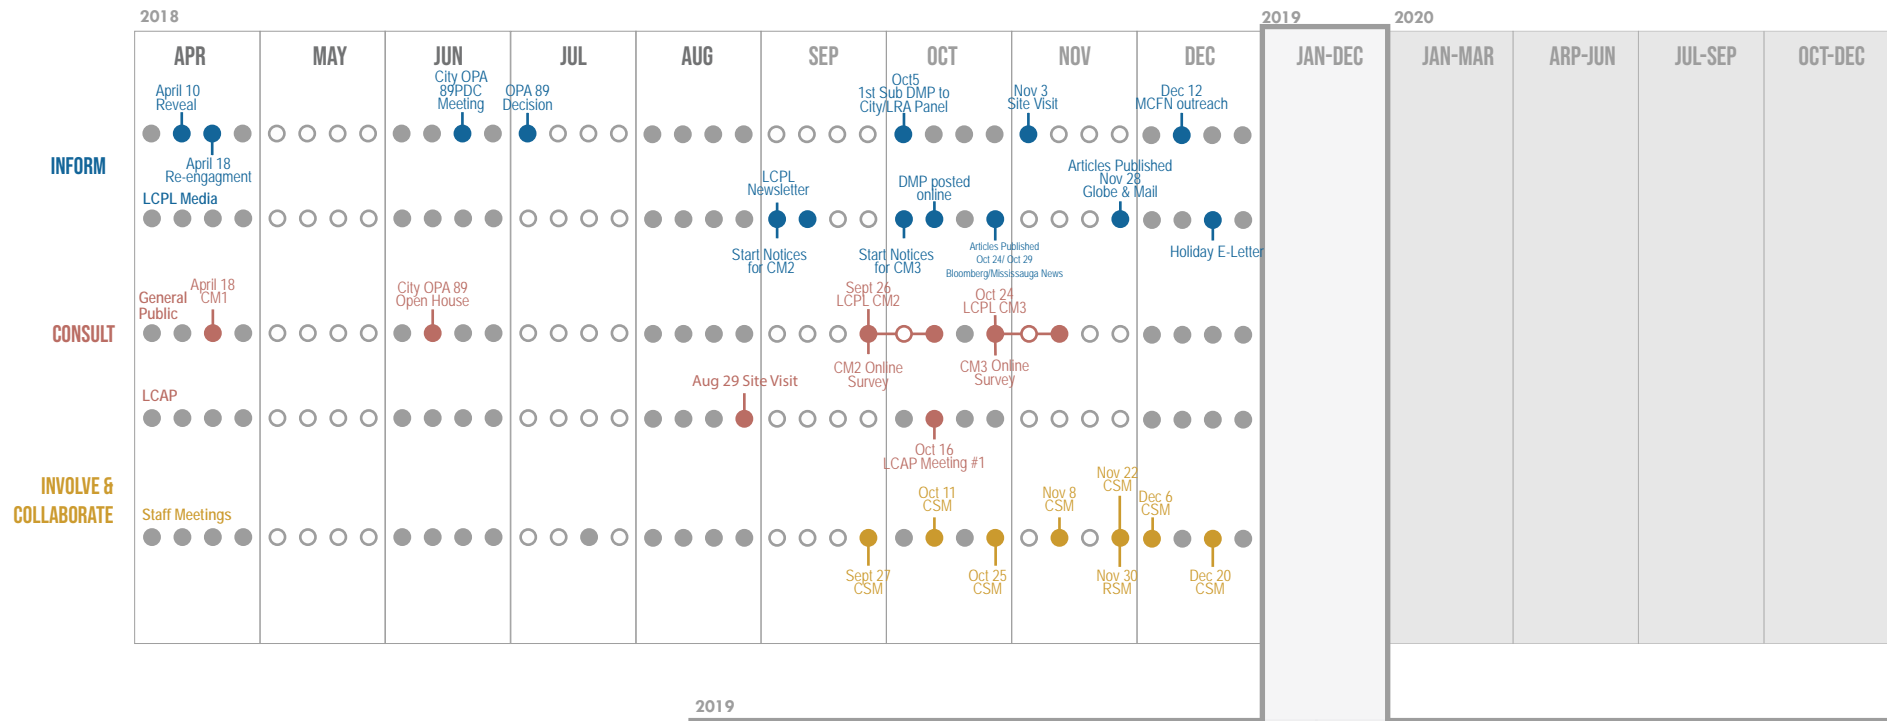 2018
2019
2020
APR
MAY
JUN
JUL
AUG
SEP
OCT
NOV
DEC
JAN-DEC
JAN-MAR
ARP-JUN
JUL-SEP
OCT-DEC
INFORM
April 10
Reveal
April 18
Re-engagment
City OPA
89PDC
Meeting
OPA 89
Decision
Oct5
1st Sub DMP to
City/LRA Panel
Nov 3
Site Visit
Dec 12
MCFN outreach
LCPL Media
LCPL
Newsletter
Start Notices
for CM2
DMP posted
online
Start Notices
for CM3
Articles Published
Oct 24/ Oct 29
Bloomberg/Mississauga News
Articles Published
Nov 28
Globe & Mail
Holiday E-Letter
CONSULT
General
Public
April 18
CM1
City OPA 89
Open House
Sept 26
LCPL CM2
CM2 Online
Survey
Oct 24
LCPL CM3
CM3 Online
Survey
LCAP
Aug 29 Site Visit
Oct 16
LCAP Meeting #1
INVOLVE &
COLLABORATE
Staff Meetings
Sept 27
CSM
Oct 11
CSM
Oct 25
CSM
Nov 8
CSM
Nov 22
CSM
Nov 30
RSM
Dec 6
CSM
Dec 20
CSM
2019